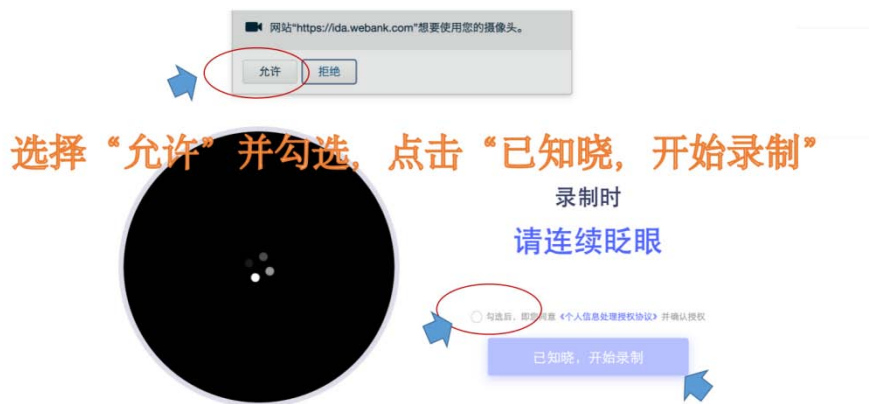 网站“https://ida.webank.com”想要使用您的摄像头。
允许 拒绝
选择“允许”并勾选，点击“已知晓，开始录制”
录制时
请连续眨眼
勾选后，即您同意《个人信息处理授权协议》并确认授权
已知晓，开始录制